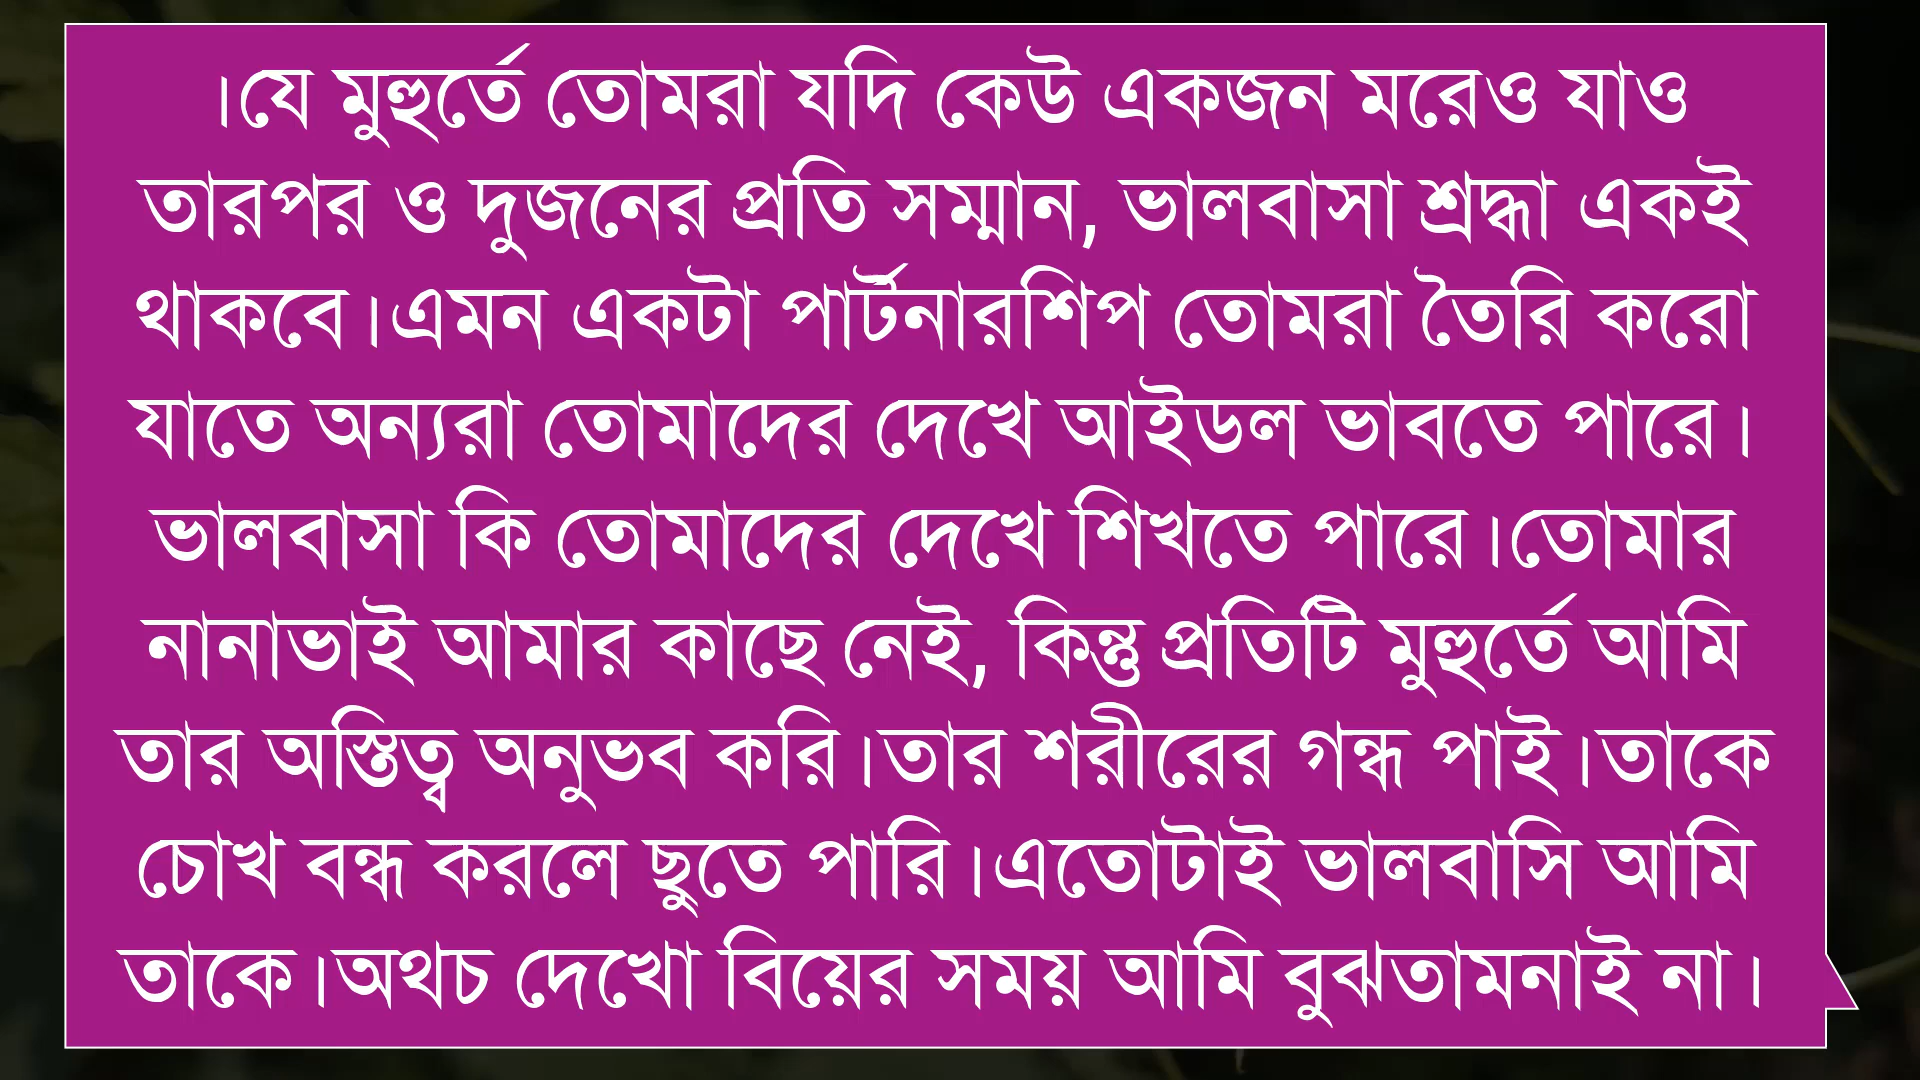 ।যে মুহুর্তে তোমরা যদি কেউ একজন মরেও যাও
তারপর ও দুজনের প্রতি সম্মান, ভালবাসা শ্রদ্ধা একই
থাকবে।এমন একটা পার্টনারশিপ তোমরা তৈরি করো
যাতে অন্যরা তোমাদের দেখে আইডল ভাবতে পারে।
ভালবাসা কি তোমাদের দেখে শিখতে পারে।তোমার
নানাভাই আমার কাছে নেই, কিন্তু প্রতিটি মুহুর্তে আমি
তার অস্তিত্ব অনুভব করি।তার শরীরের গন্ধ পাই।তাকে
চোখ বন্ধ করলে ছুতে পারি।এতোটাই ভালবাসি আমি
তাকে।অথচ দেখো বিয়ের সময় আমি বুঝতামনাই না।